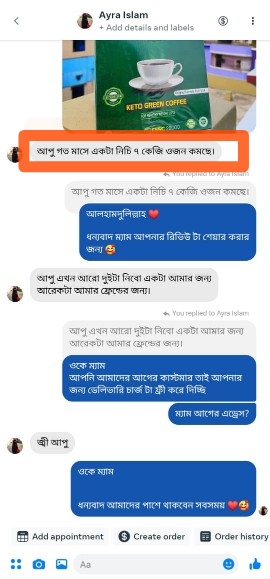 Ayra Islam
+ Add details and labels
KETO GREEN COFFEE
আপু গত মাসে একটা নিচি ৭ কেজি ওজন কমছে।
You replied to Ayra Islam
আপু গত মাসে একটা নিচি ৭ কেজি ওজন কমছে।
আলহামদুলিল্লাহ ❤️
ধন্যবাদ ম্যাম আপনার রিভিউ টা শেয়ার করার
জন্য 🥰
আপু এখন আরো দুইটা নিবো একটা আমার জন্য
আরেকটা আমার ফ্রেন্ডের জন্য।
You replied to Ayra Islam
আপু এখন আরো দুইটা নিবো একটা আমার জন্য
আরেকটা আমার ফ্রেন্ডের জন্য।
ওকে ম্যাম
আপনি আমাদের আগের কাস্টমার তাই আপনার
জন্য ভেলিভারি চার্জ টা ফ্রী করে দিচ্ছি
ম্যাম আগের এড্রেস?
জ্বী আপু
ওকে ম্যাম
ধন্যবাদ আমাদের পাশে থাকবেন সবসময় ❤️🥰
Add appointment
Create order
Order history
Aa